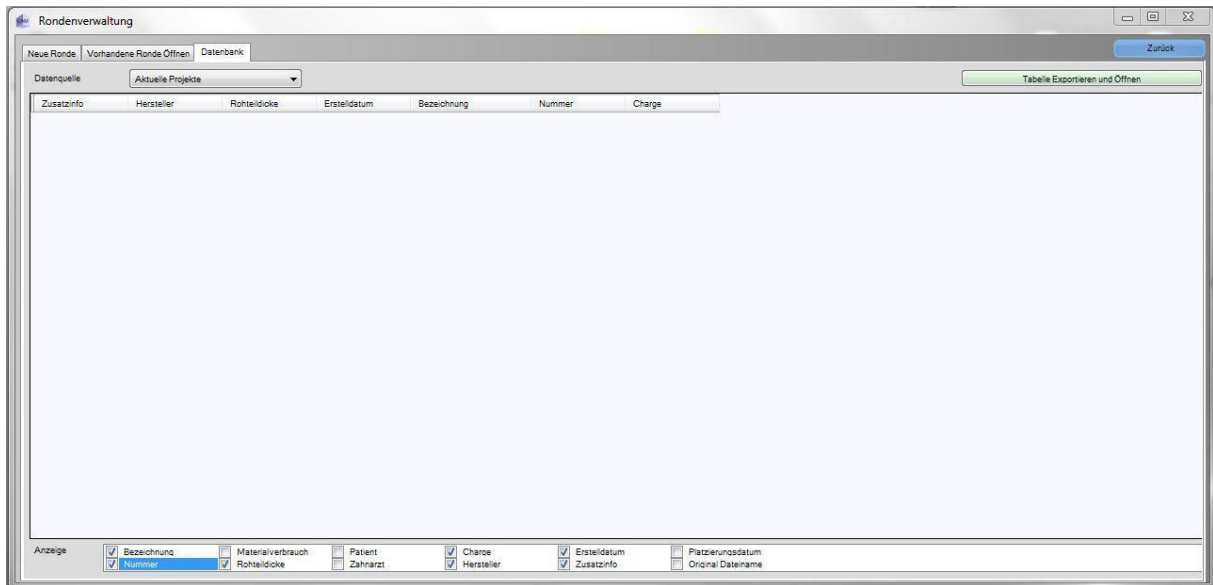 Rondenverwaltung
Neue Ronde Vorhandene Ronde Öffnen Datenbank Zurück
Datenquelle Aktuelle Projekte Tabelle Exportieren und Öffnen
Zusatzinfo Hersteller Rohteildicke Erstelldatum Bezeichnung Nummer Charge
Anzeige Bezeichnung Materialverbrauch Patient Charge Erstelldatum Platzierungsdatum
Nummer Rohteildicke Zahnarzt Hersteller Zusatzinfo Original Dateiname